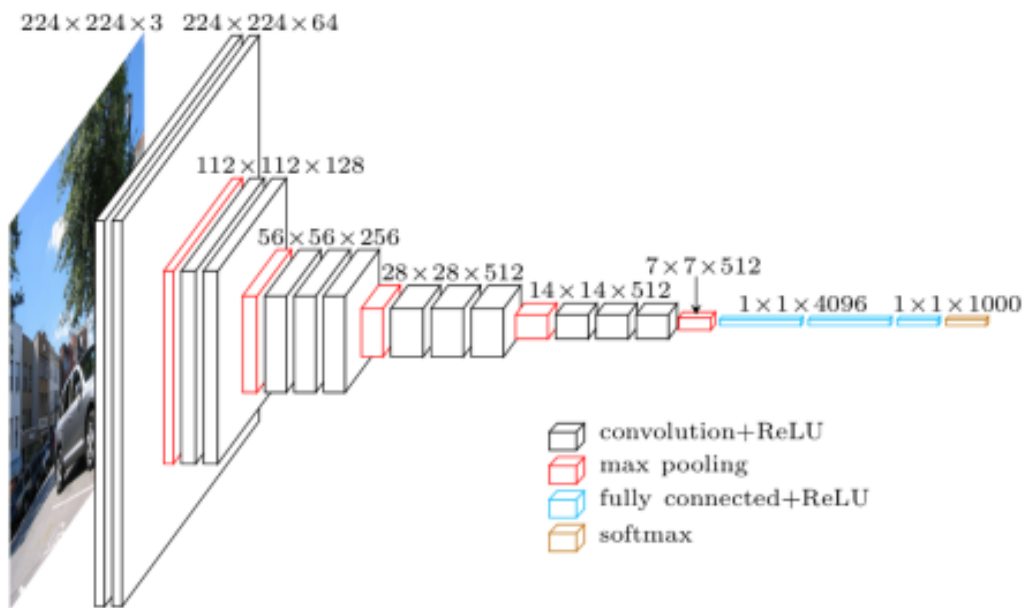 224×224×3
224×224×64
112×112×128
56×56×256
28×28×512
14×14×512
7×7×512
1×1×4096
1×1×1000
convolution+ReLU
max pooling
fully connected+ReLU
softmax